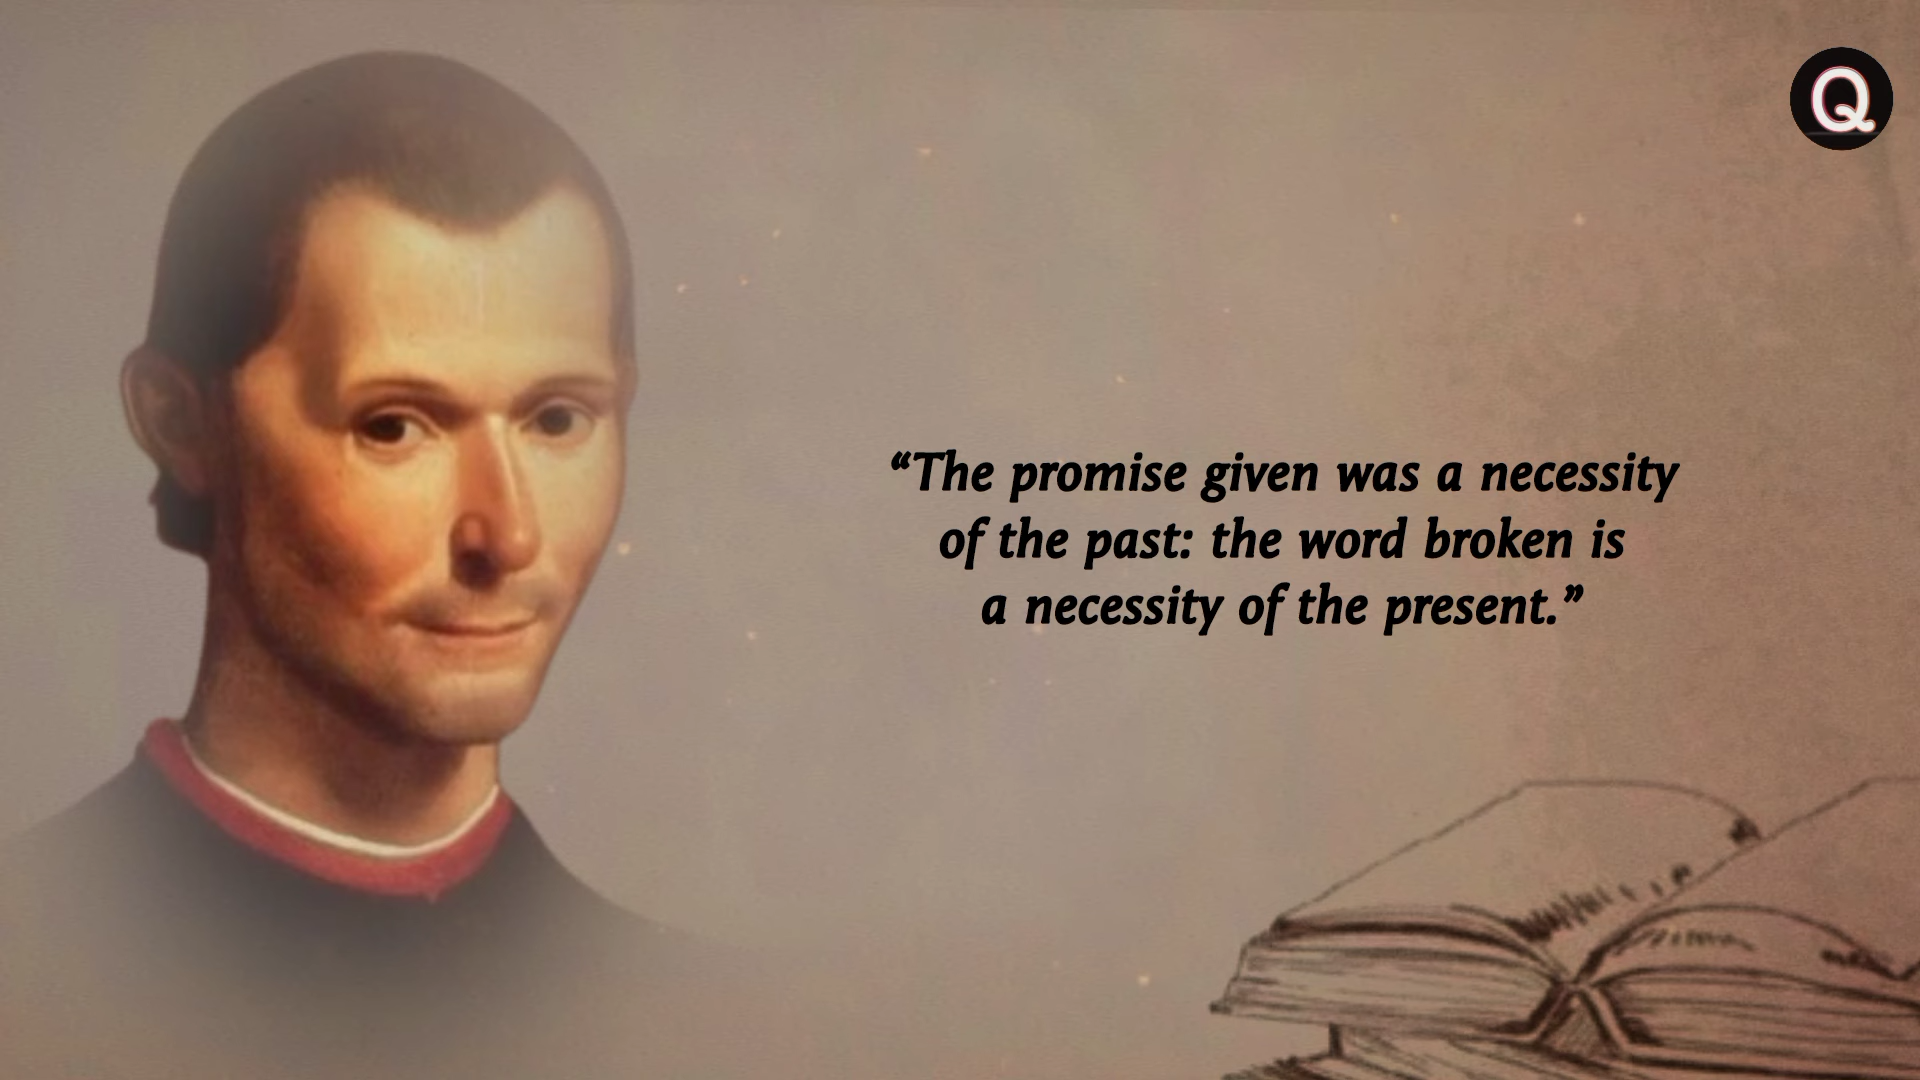 Q
“The promise given was a necessity
of the past: the word broken is
a necessity of the present.”